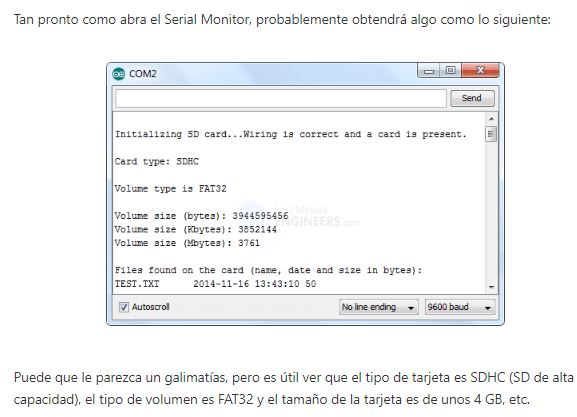 Tan pronto como abra el Serial Monitor, probablemente obtendrá algo como lo siguiente:
COM2
Send
Initializing SD card...Wiring is correct and a card is present.
Card type: SDHC
Volume type is FAT32
Volume size (bytes): 3944595456
Volume size (Kbytes): 3852144
Volume size (Mbytes): 3761
Files found on the card (name, date and size in bytes):
TEST.TXT 2014-11-16 13:43:10 50
Autoscroll
No line ending
9600 baud
Puede que le parezca un galimatías, pero es útil ver que el tipo de tarjeta es SDHC (SD de alta
capacidad), el tipo de volumen es FAT32 y el tamaño de la tarjeta es de unos 4 GB, etc.